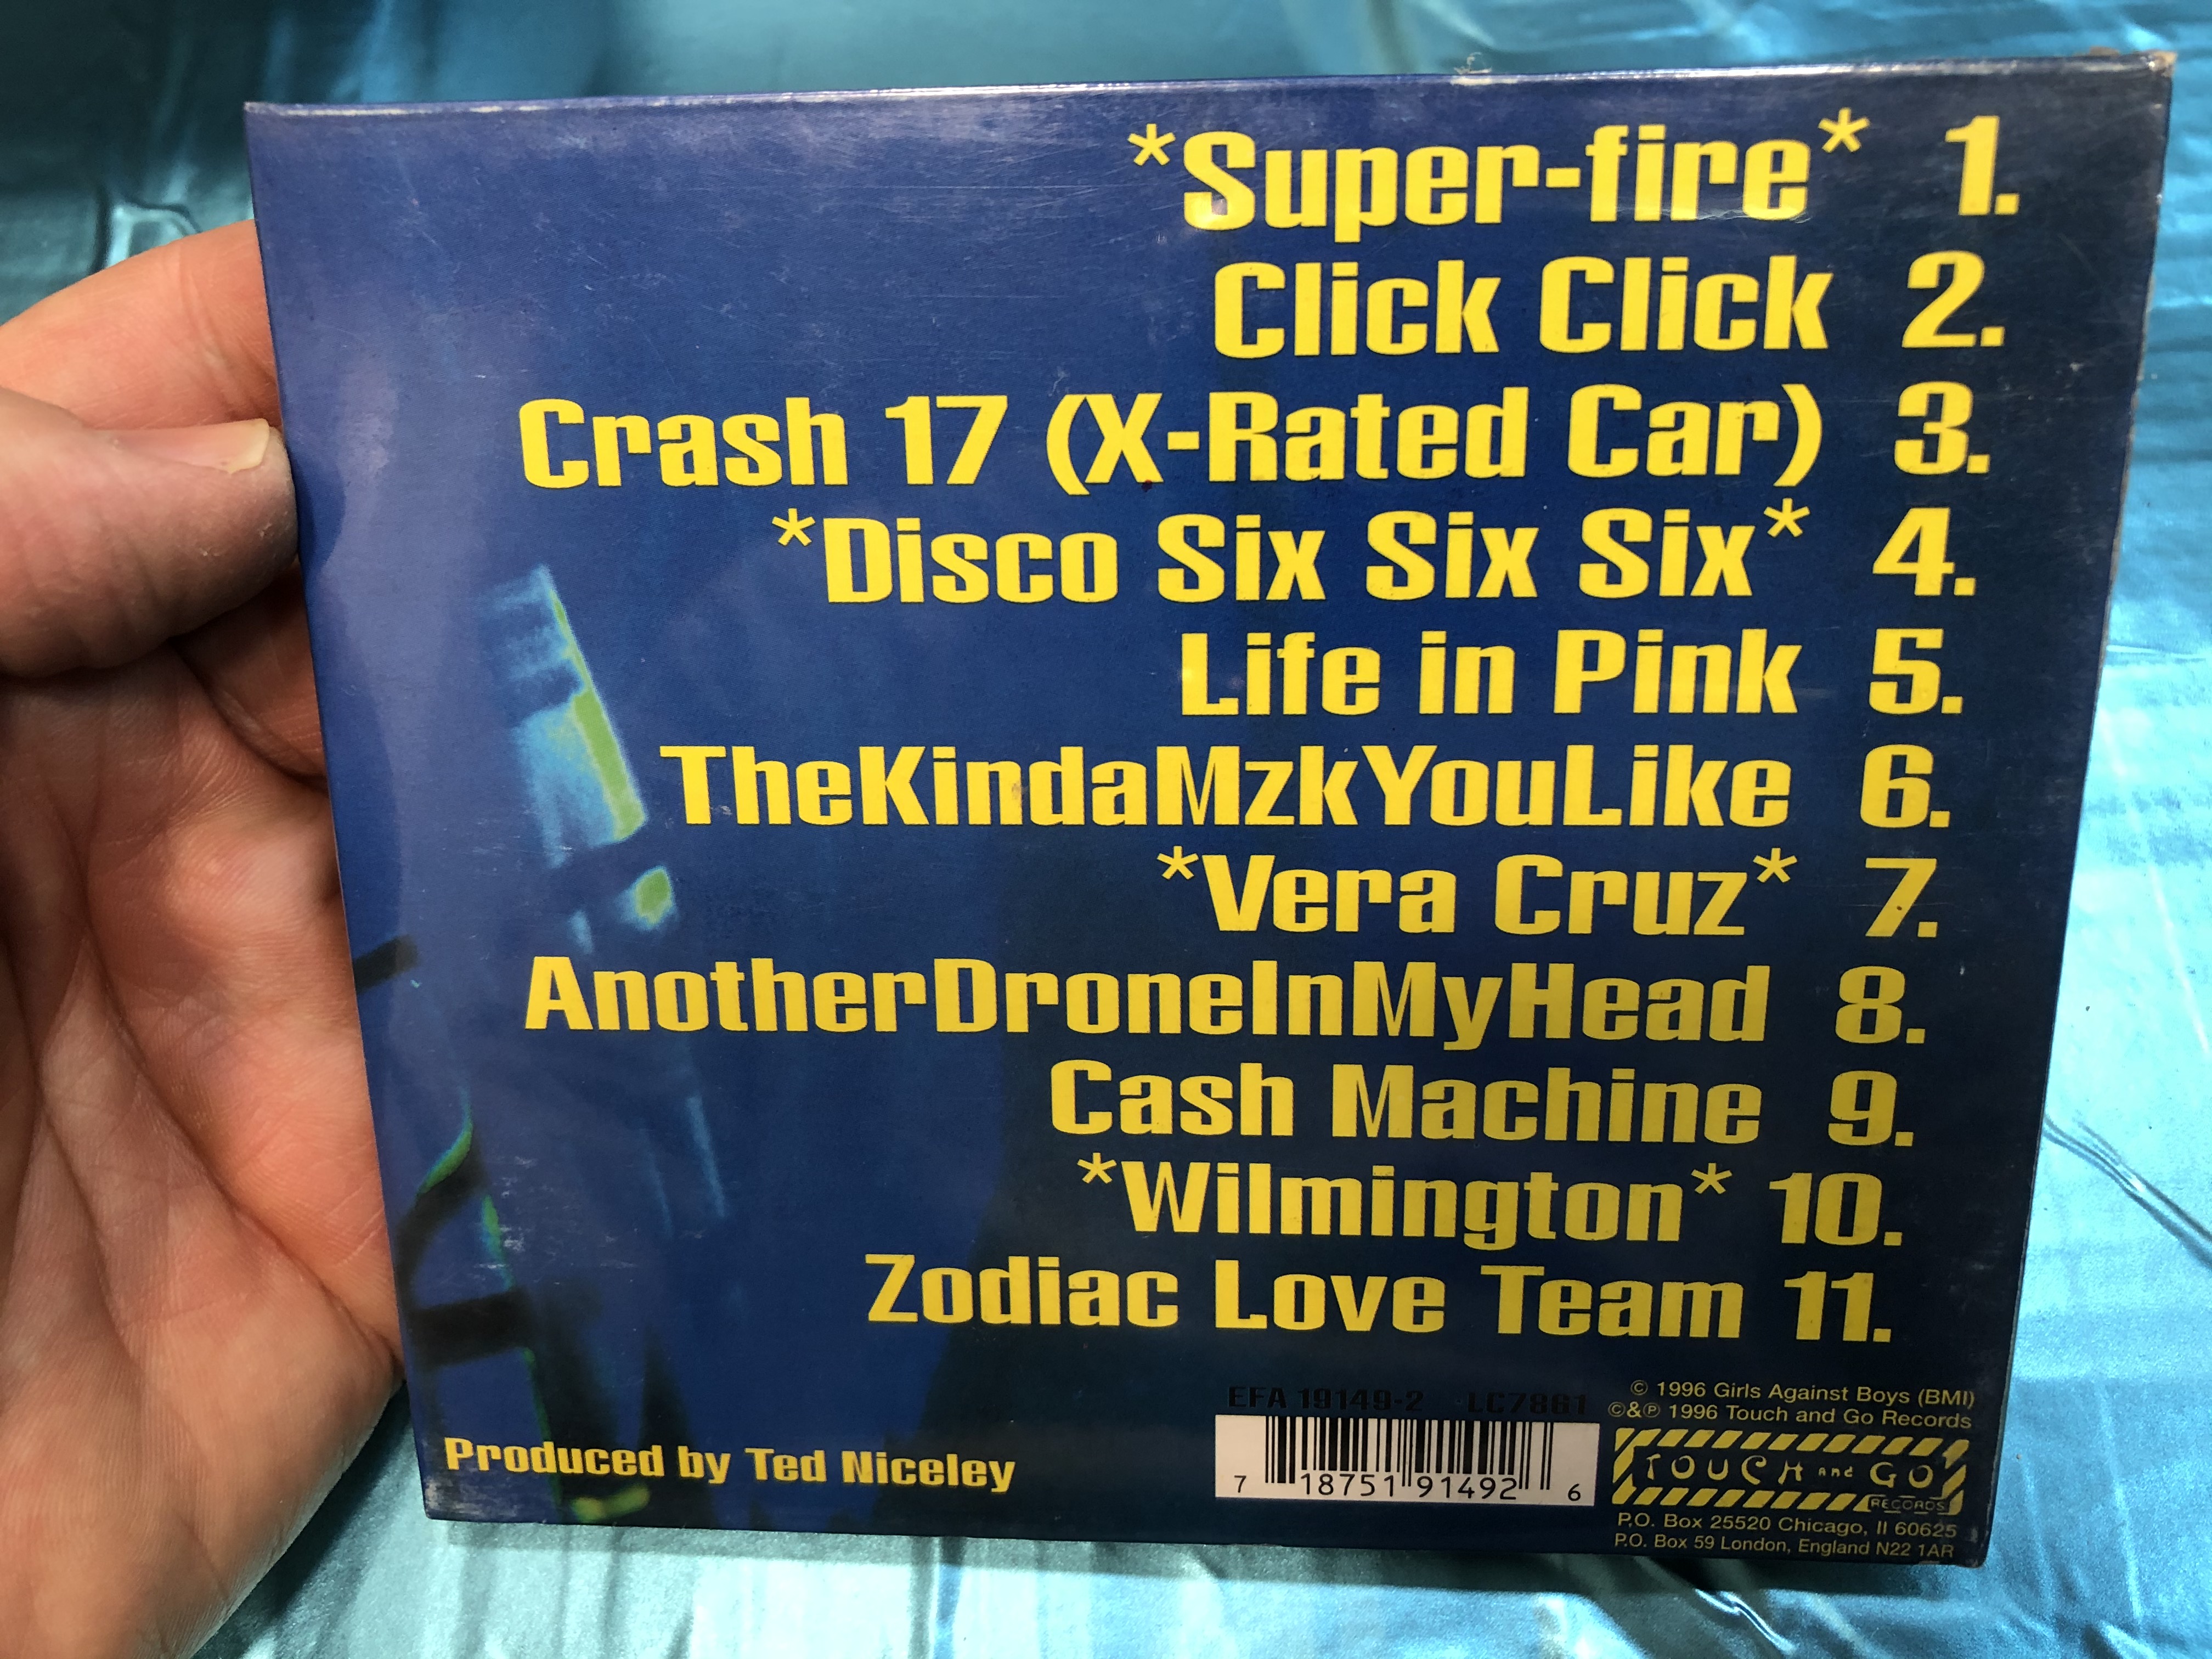 *Super-fire* 1.
Click Click 2.
Crash 17 (X-Rated Car) 3.
*Disco Six Six Six* 4.
Life in Pink 5.
TheKindaMzkYouLike 6.
*Vera Cruz* 7.
AnotherDroneInMyHead 8.
Cash Machine 9.
*Wilmington* 10.
Zodiac Love Team 11.
Produced by Ted Niceley
EFA 19149-2 LC7881
7 18751 91492 6
© 1996 Girls Against Boys (BMI)
©&℗ 1996 Touch and Go Records
TOUCH and GO
RECORDS
P.O. Box 25520 Chicago, Il 60625
P.O. Box 59 London, England N22 1AR